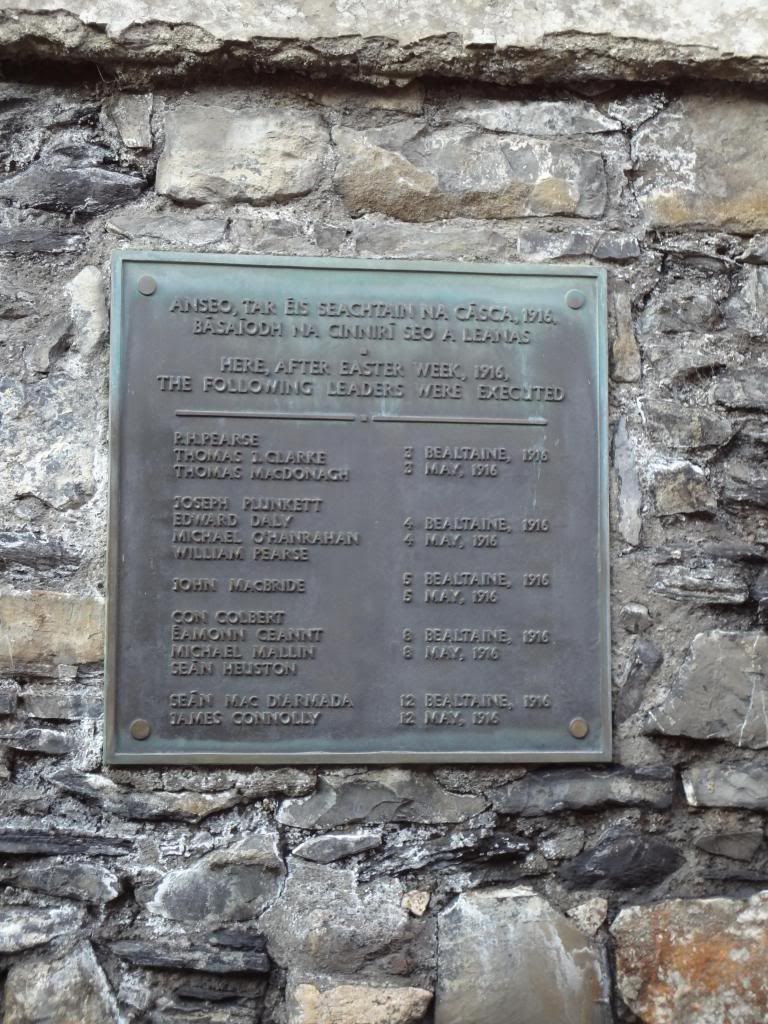 ANSEO, TAR ÉIS SEACHTAIN NA CÁSCA, 1916,
BÁSAÍODH NA CINNIRÍ SEO A LEANAS
HERE, AFTER EASTER WEEK, 1916,
THE FOLLOWING LEADERS WERE EXECUTED
P.H.PEARSE
THOMAS J.CLARKE 3 BEALTAINE, 1916
THOMAS MACDONAGH 3 MAY, 1916
JOSEPH PLUNKETT
EDWARD DALY 4 BEALTAINE, 1916
MICHAEL O'HANRAHAN 4 MAY, 1916
WILLIAM PEARSE
JOHN MACBRIDE 5 BEALTAINE, 1916
5 MAY, 1916
CON COLBERT
ÉAMONN CEANNT 8 BEALTAINE, 1916
MICHAEL MALLIN 8 MAY, 1916
SEÁN HEUSTON
SEÁN MAC DIARMADA 12 BEALTAINE, 1916
JAMES CONNOLLY 12 MAY, 1916